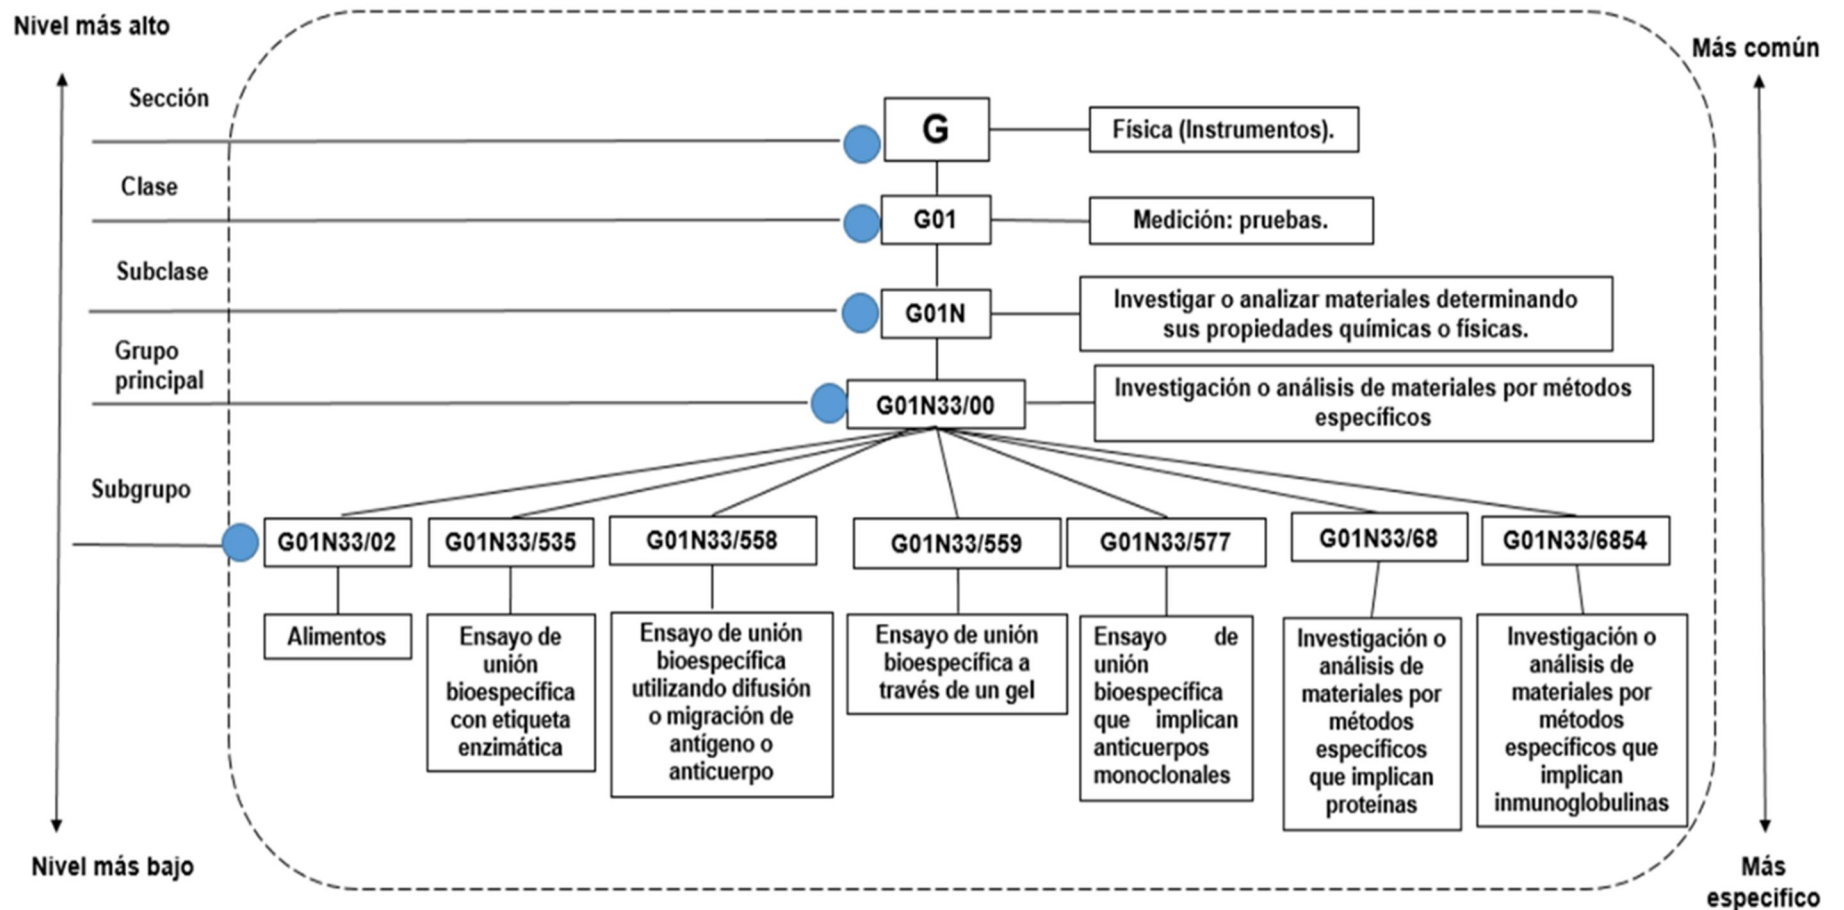 Nivel más alto
Más común
Sección
G
Física (Instrumentos).
Clase
G01
Medición: pruebas.
Subclase
G01N
Investigar o analizar materiales determinando
sus propiedades químicas o físicas.
Grupo
principal
G01N33/00
Investigación o análisis de materiales por métodos
específicos
Subgrupo
G01N33/02
G01N33/535
G01N33/558
G01N33/559
G01N33/577
G01N33/68
G01N33/6854
Alimentos
Ensayo de
unión
bioespecífica
con etiqueta
enzimática
Ensayo de unión
bioespecífica
utilizando difusión
o migración de
antígeno o
anticuerpo
Ensayo de unión
bioespecífica a
través de un gel
Ensayo de
unión
bioespecífica
que implican
anticuerpos
monoclonales
Investigación o
análisis de
materiales por
métodos
específicos
que implican
proteínas
Investigación o
análisis de
materiales por
métodos
específicos que
implican
inmunoglobulinas
Nivel más bajo
Más
especifico